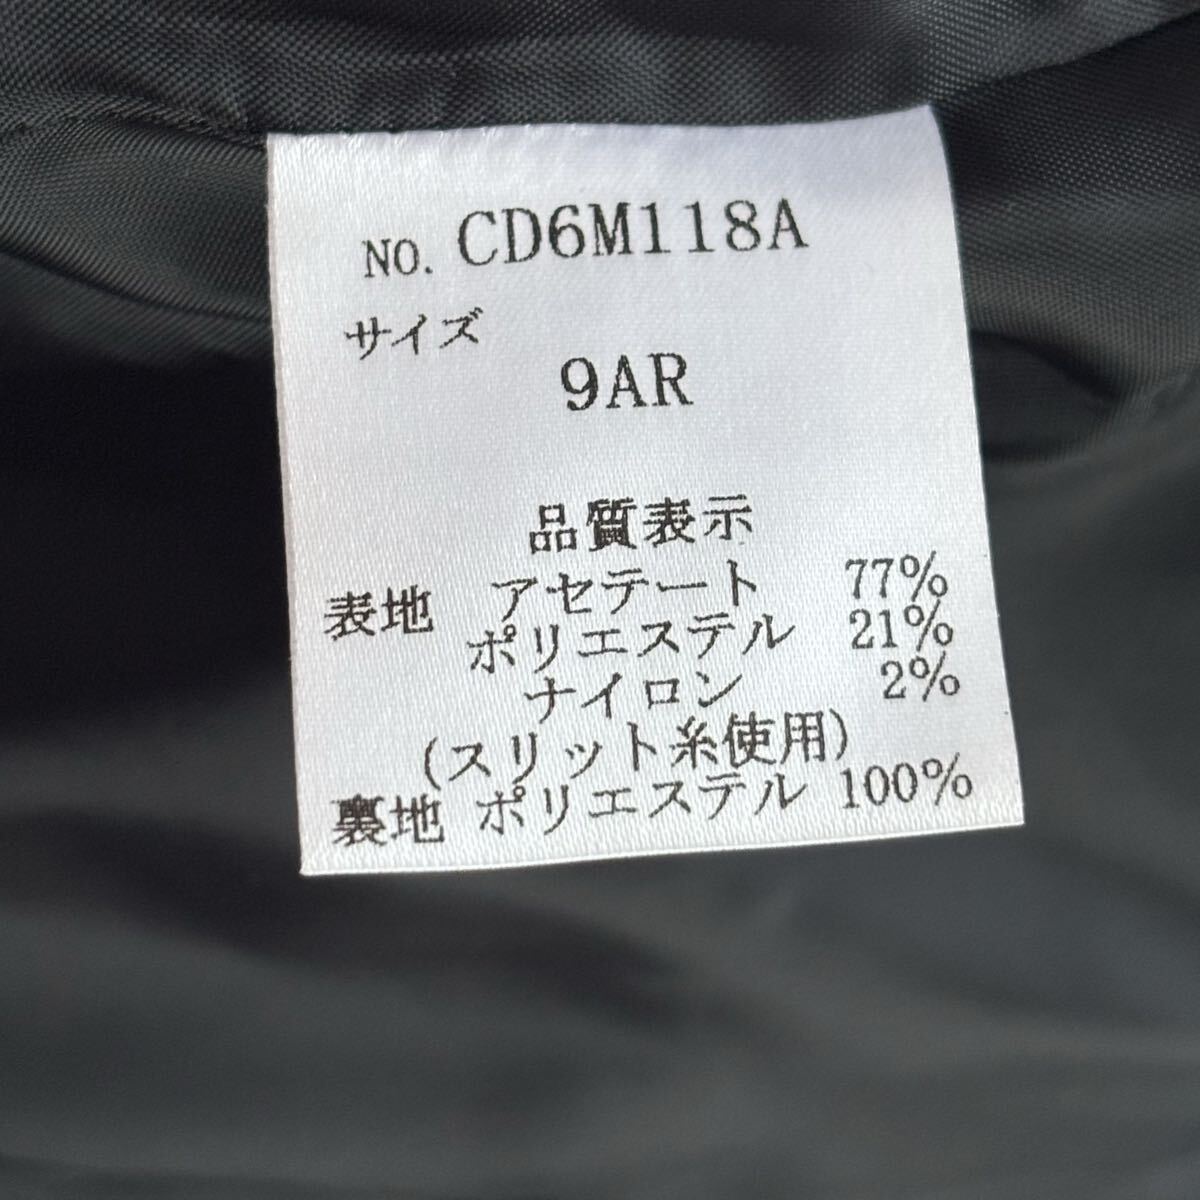 NO. CD6M118A
サイズ
9AR
品質表示
表地 アセテート 77%
ポリエステル 21%
ナイロン 2%
(スリット糸使用)
裏地 ポリエステル 100%